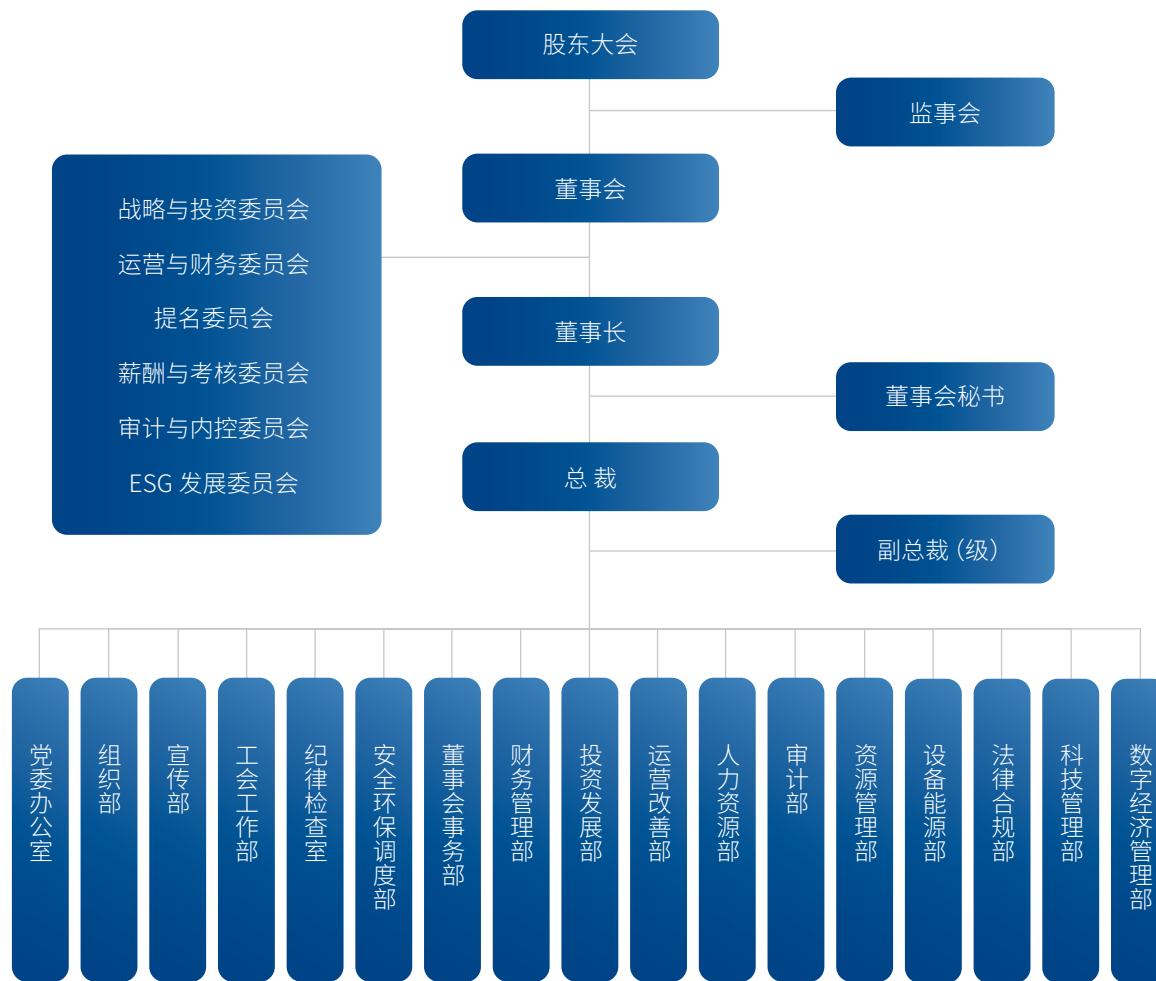 股东大会
监事会
董事会
战略与投资委员会
运营与财务委员会
提名委员会
薪酬与考核委员会
审计与内控委员会
ESG 发展委员会
董事长
董事会秘书
总 裁
副总裁（级）
党委办公室
组织部
宣传部
工会工作部
纪律检查室
安全环保调度部
董事会事务部
财务管理部
投资发展部
运营改善部
人力资源部
审计部
资源管理部
设备能源部
法律合规部
科技管理部
数字经济管理部